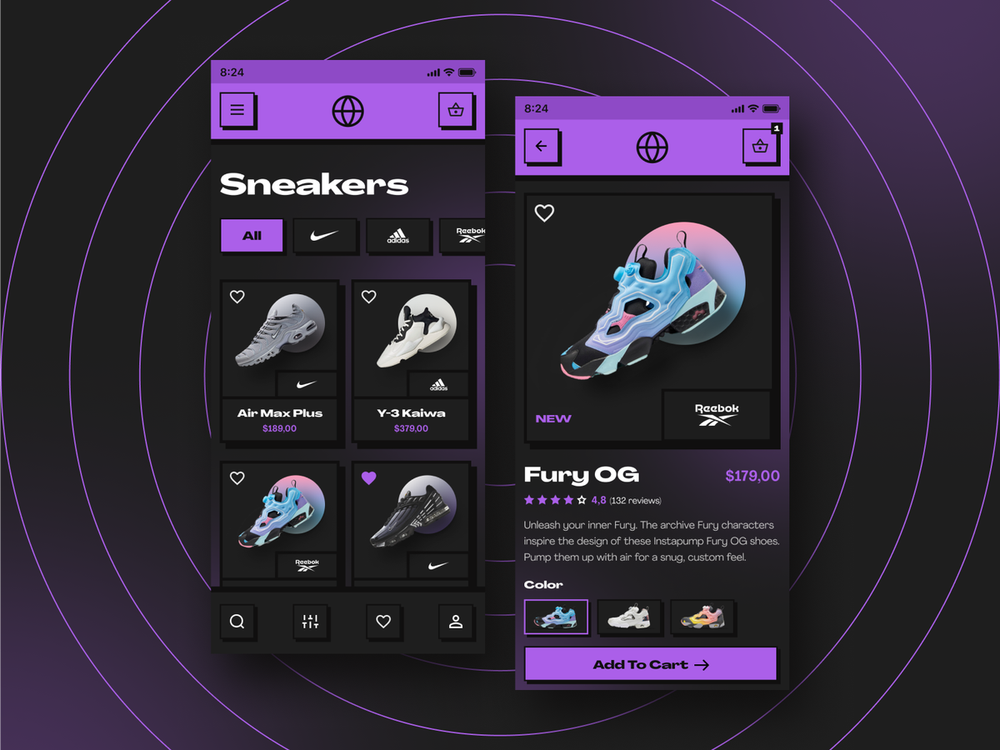 8:24
Sneakers
All
adidas
Reebok
adidas
Air Max Plus
$189,00
Y-3 Kaiwa
$379,00
Reebok
8:24
1
NEW
Reebok
Fury OG
$179,00
4,8 (132 reviews)
Unleash your inner Fury. The archive Fury characters
inspire the design of these Instapump Fury OG shoes.
Pump them up with air for a snug, custom feel.
Color
Add To Cart